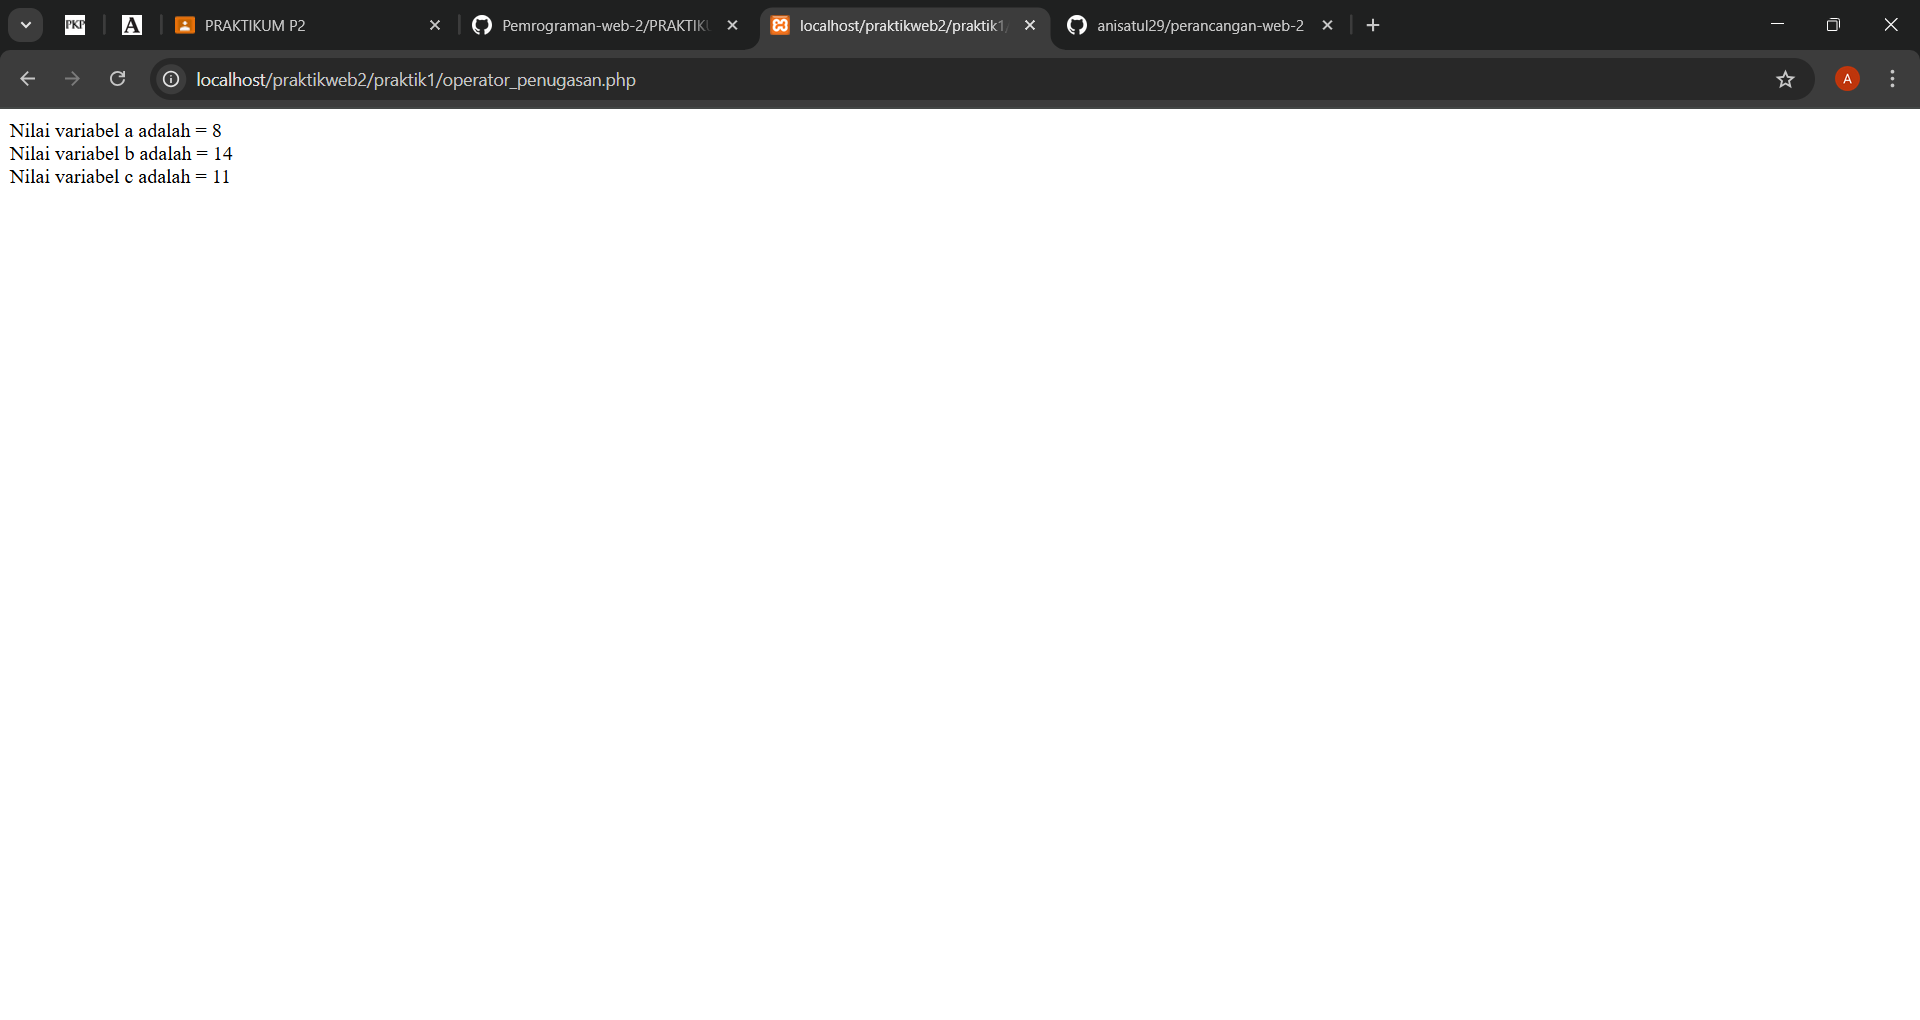 PKP
A
PRAKTIKUM P2
Pemrograman-web-2/PRAKTIK
localhost/praktikweb2/praktik1/
anisatul29/perancangan-web-2
localhost/praktikweb2/praktik1/operator_penugasan.php
A
Nilai variabel a adalah = 8
Nilai variabel b adalah = 14
Nilai variabel c adalah = 11